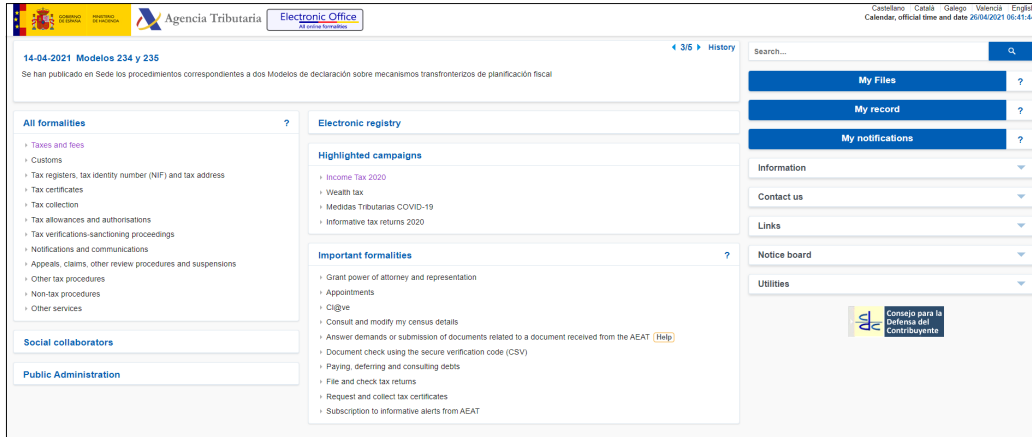 GOBIERNO DE ESPAÑA
MINISTERIO DE HACIENDA
Agencia Tributaria
Electronic Office
All online formalities
Castellano Català Galego Valencià English
Calendar, official time and date 26/04/2021 06:41:44
14-04-2021 Modelos 234 y 235
3/5 History
Se han publicado en Sede los procedimientos correspondientes a dos Modelos de declaración sobre mecanismos transfronterizos de planificación fiscal
All formalities ?
Taxes and fees
Customs
Tax registers, tax identity number (NIF) and tax address
Tax certificates
Tax collection
Tax allowances and authorisations
Tax verifications-sanctioning proceedings
Notifications and communications
Appeals, claims, other review procedures and suspensions
Other tax procedures
Non-tax procedures
Other services
Social collaborators
Public Administration
Electronic registry
Highlighted campaigns
Income Tax 2020
Wealth tax
Medidas Tributarias COVID-19
Informative tax returns 2020
Important formalities ?
Grant power of attorney and representation
Appointments
Cl@ve
Consult and modify my census details
Answer demands or submission of documents related to a document received from the AEAT Help
Document check using the secure verification code (CSV)
Paying, deferring and consulting debts
File and check tax returns
Request and collect tax certificates
Subscription to informative alerts from AEAT
Search...
My Files ?
My record ?
My notifications ?
Information
Contact us
Links
Notice board
Utilities
Consejo para la
Defensa del
Contribuyente